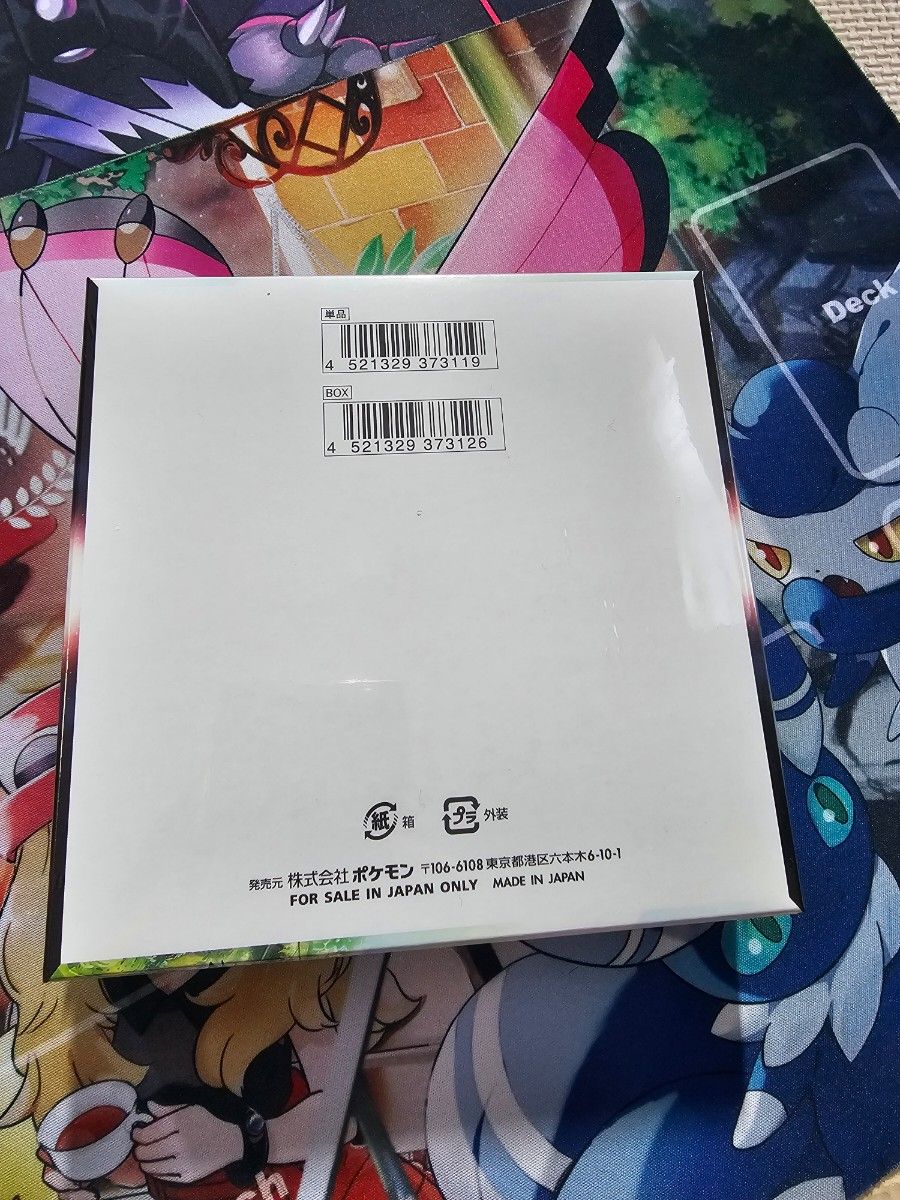 Deck
単品
4 521329 373119
BOX
4 521329 373126
紙 箱 プラ 外装
発売元 株式会社 ポケモン 〒106-6108 東京都港区六本木6-10-1
FOR SALE IN JAPAN ONLY MADE IN JAPAN